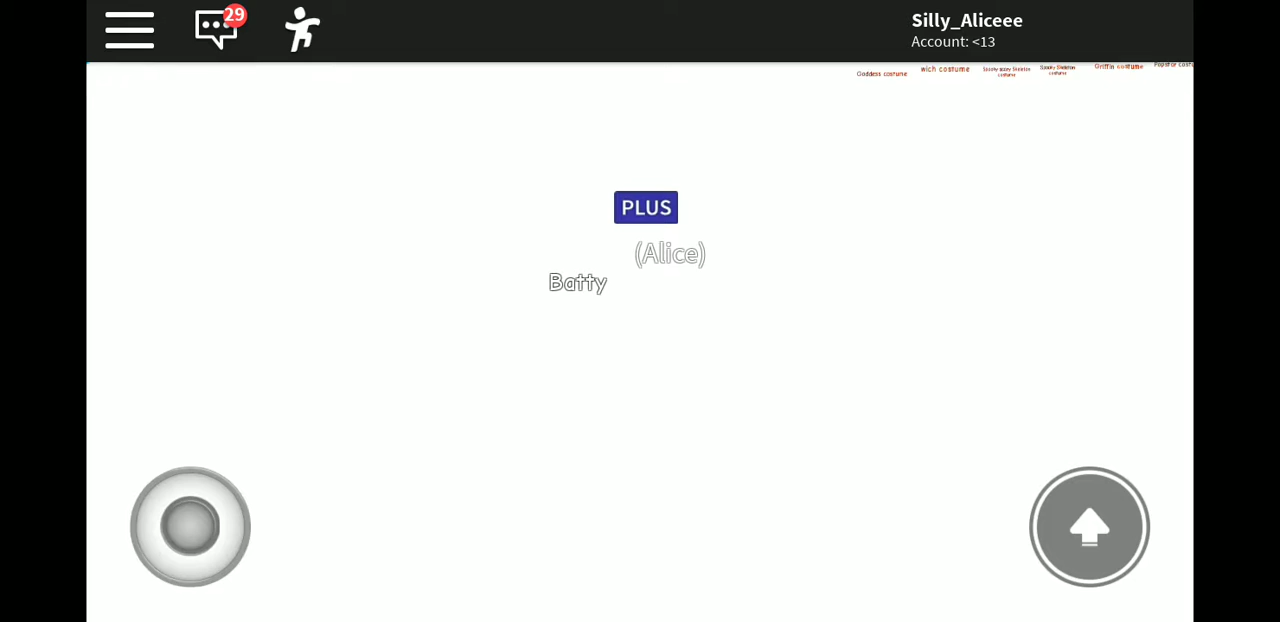 29
Silly_Aliceee
Account: <13
Goddess costume
wich costume
Griffin costume
PLUS
(Alice)
Batty